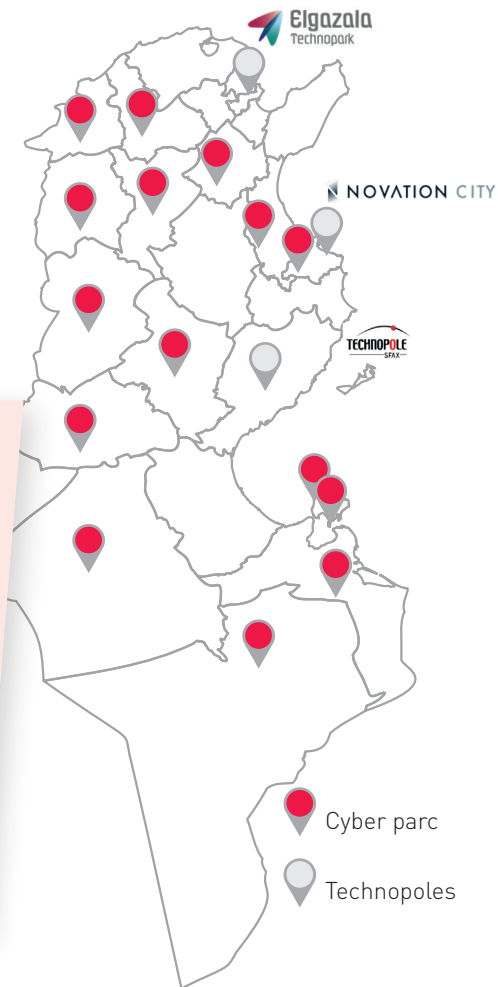 Elgazala
Technopark
NOVATION CITY
TECHNOPOLE
SFAX
Cyber parc
Technopoles